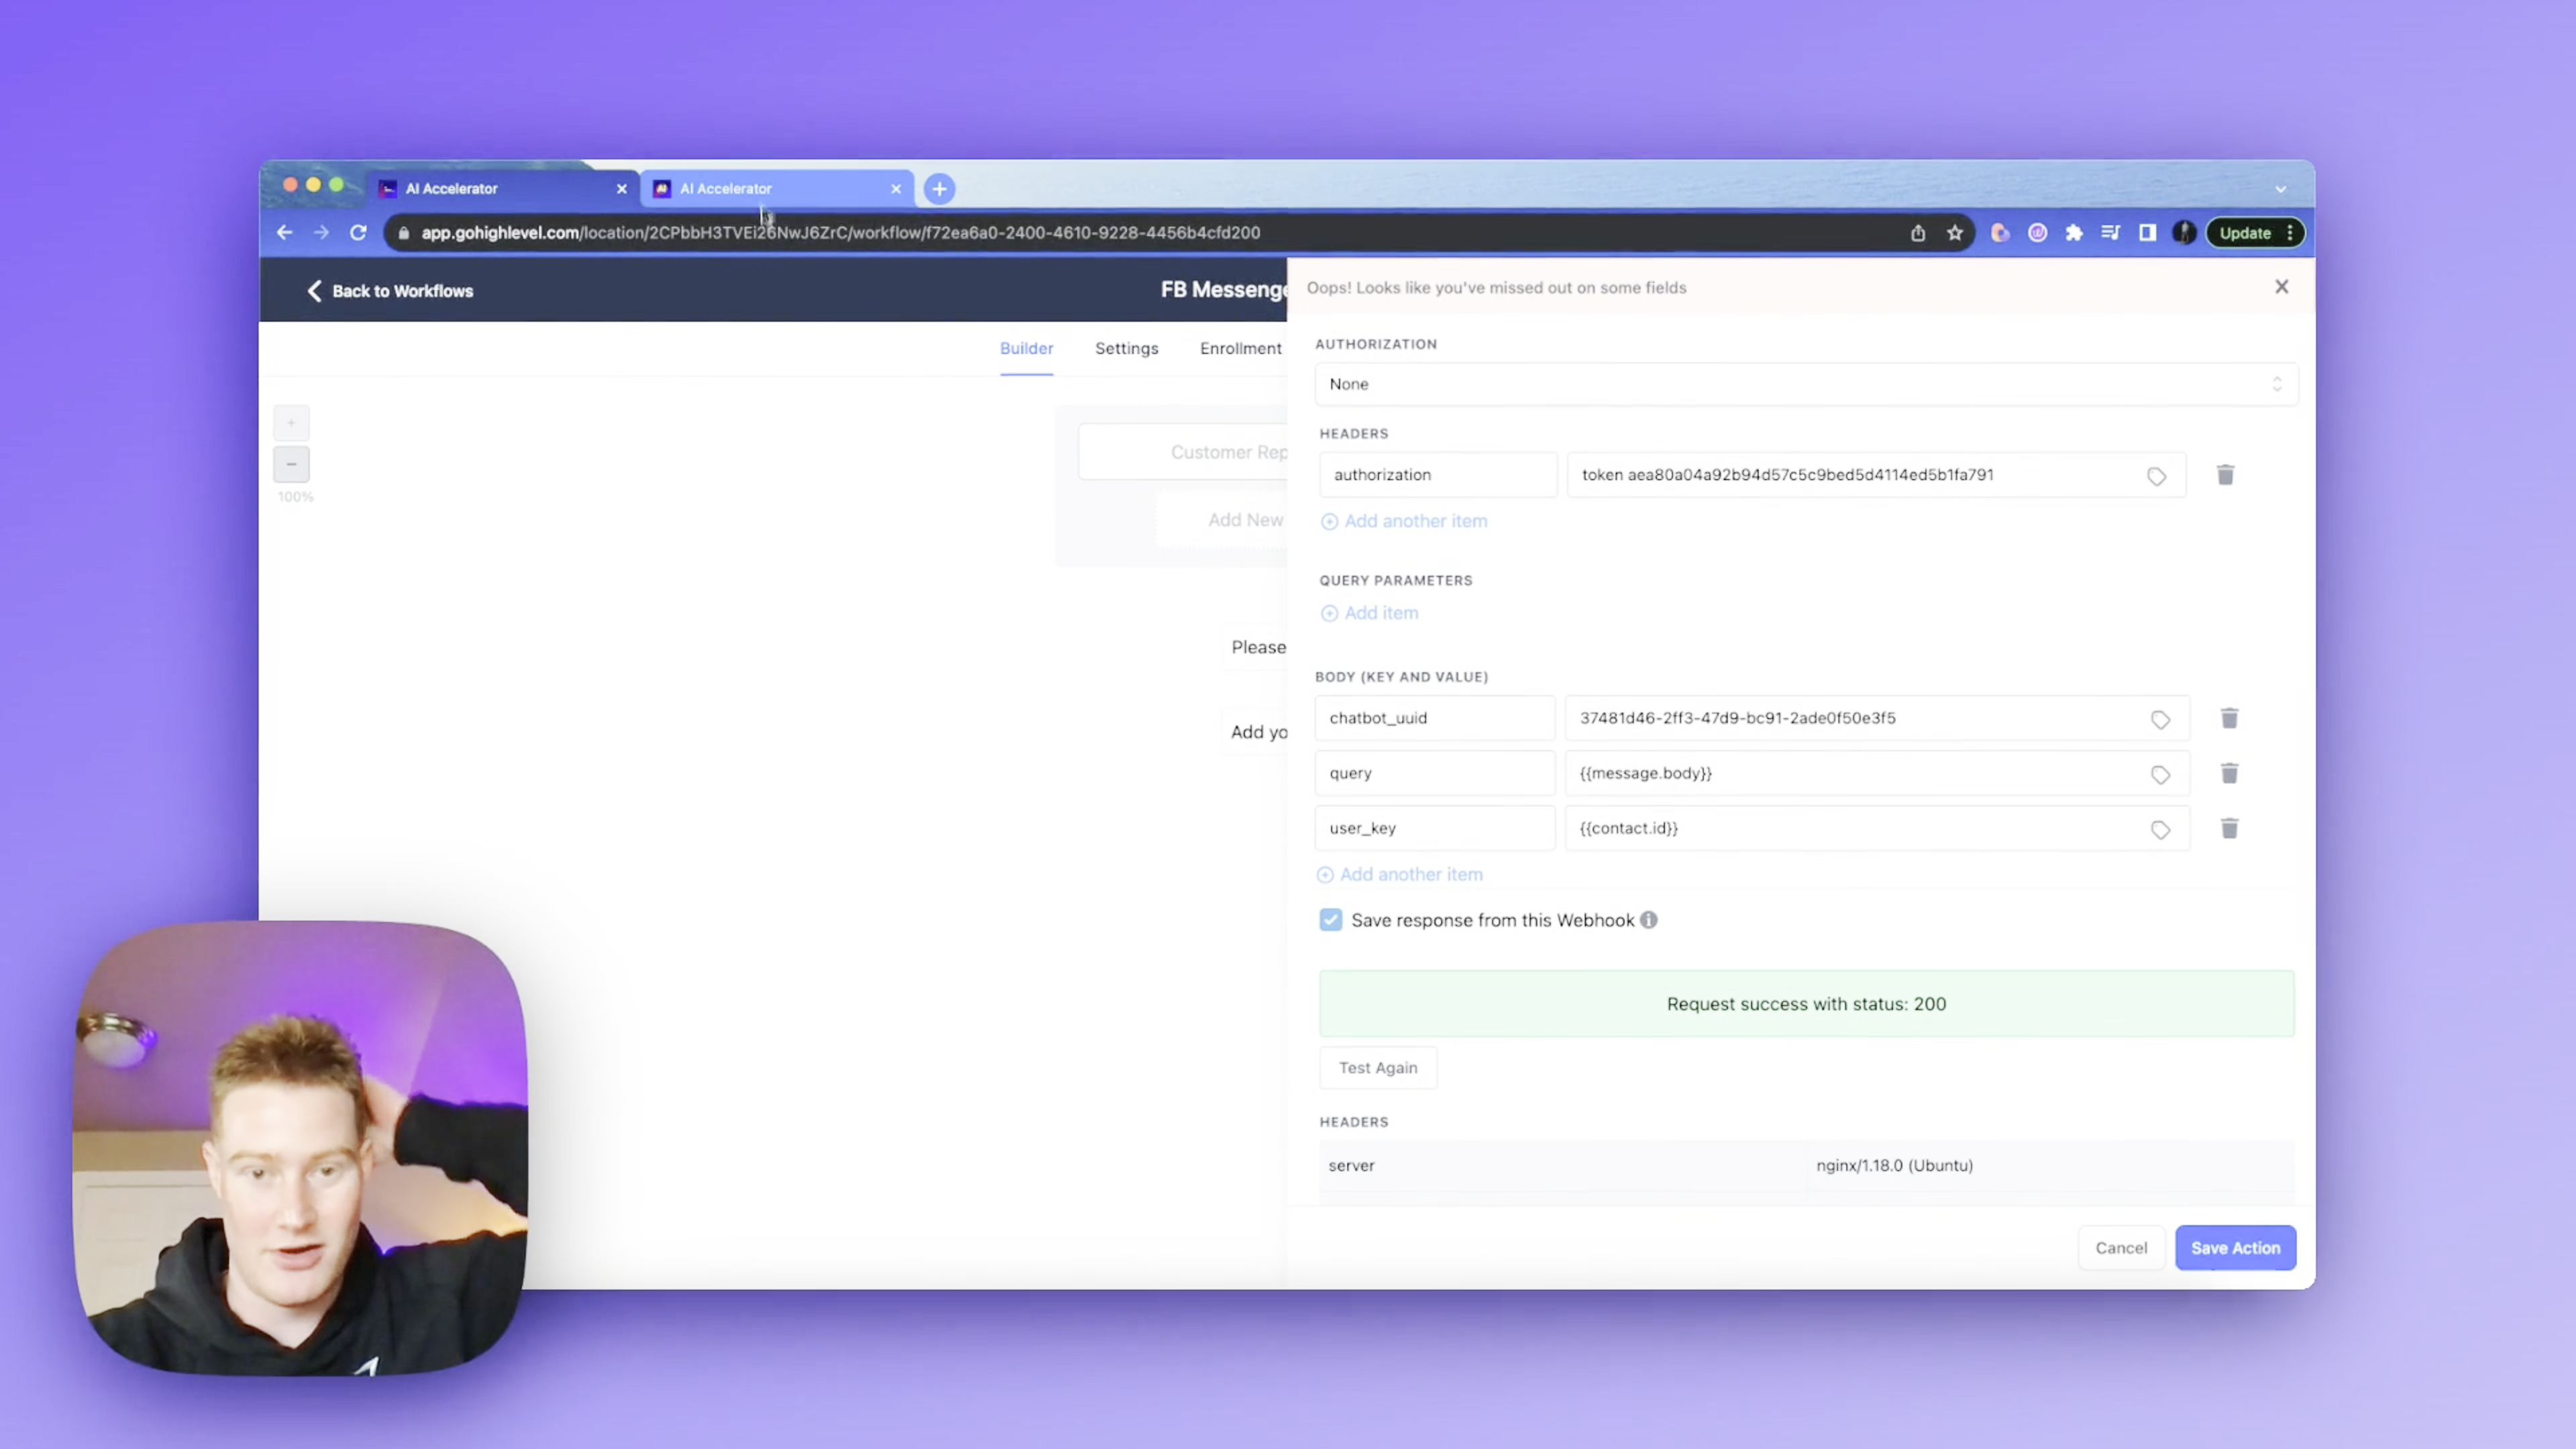 AI Accelerator
AI Accelerator
app.gohighlevel.com/location/2CPbbH3TVEi26NwJ6ZrC/workflow/f72ea6a0-2400-4610-9228-4456b4cfd200
Update
Back to Workflows
FB Messenge
Oops! Looks like you've missed out on some fields
Builder Settings Enrollment
AUTHORIZATION
None
HEADERS
authorization token aea80a04a92b94d57c5c9bed5d4114ed5b1fa791
Add another item
100%
Customer Rep
Add New
QUERY PARAMETERS
Add item
Please
Add yo
BODY (KEY AND VALUE)
chatbot_uuid 37481d46-2ff3-47d9-bc91-2ade0f50e3f5
query {{message.body}}
user_key {{contact.id}}
Add another item
Save response from this Webhook
Request success with status: 200
Test Again
HEADERS
server nginx/1.18.0 (Ubuntu)
Cancel Save Action